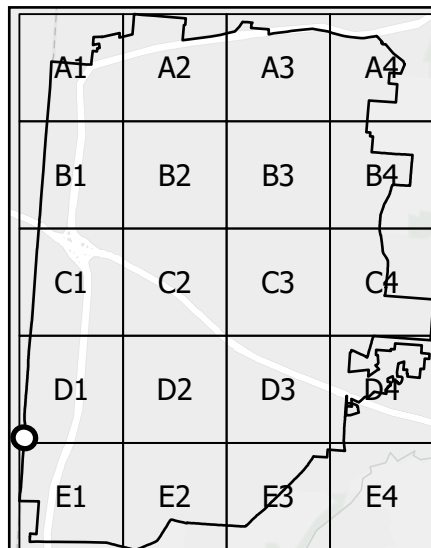 A1 A2 A3 A4
B1 B2 B3 B4
C1 C2 C3 C4
D1 D2 D3 D4
E1 E2 E3 E4